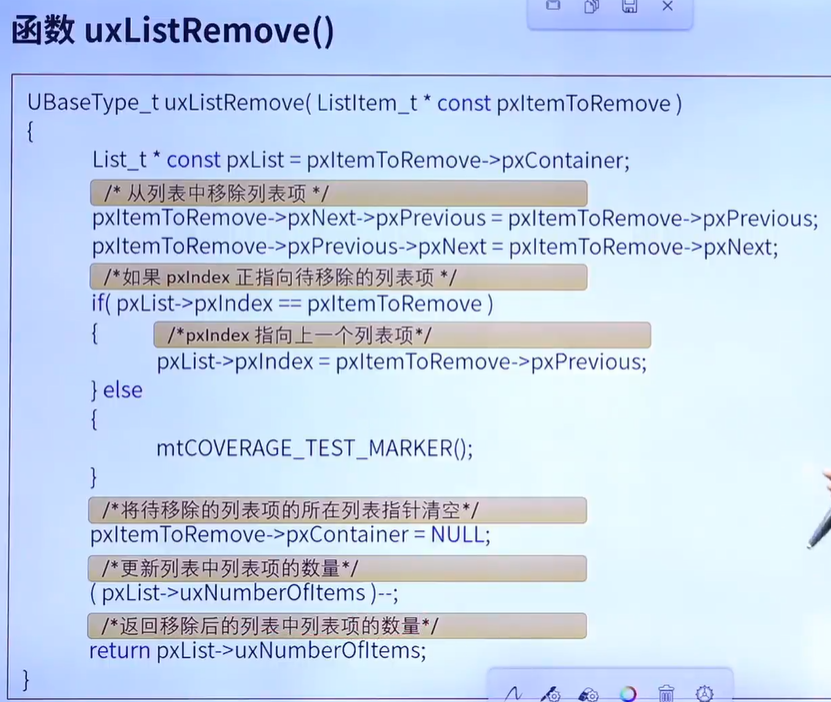 函数 uxListRemove()
UBaseType_t uxListRemove( ListItem_t * const pxItemToRemove )
{
List_t * const pxList = pxItemToRemove->pxContainer;
/* 从列表中移除列表项 */
pxItemToRemove->pxNext->pxPrevious = pxItemToRemove->pxPrevious;
pxItemToRemove->pxPrevious->pxNext = pxItemToRemove->pxNext;
/*如果 pxIndex 正指向待移除的列表项 */
if( pxList->pxIndex == pxItemToRemove )
{ /*pxIndex 指向上一个列表项*/
pxList->pxIndex = pxItemToRemove->pxPrevious;
} else
{
mtCOVERAGE_TEST_MARKER();
}
/*将待移除的列表项的所在列表指针清空*/
pxItemToRemove->pxContainer = NULL;
/*更新列表中列表项的数量*/
( pxList->uxNumberOfItems )--;
/*返回移除后的列表中列表项的数量*/
return pxList->uxNumberOfItems;
}